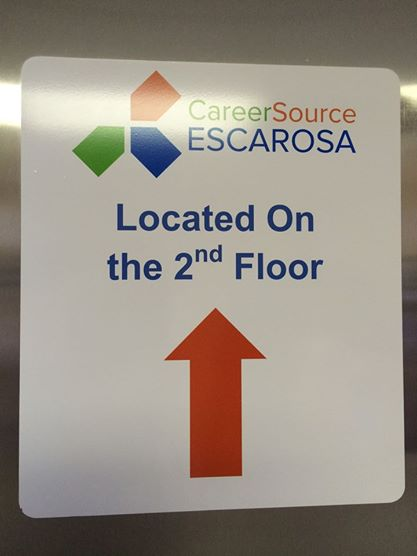 CareerSource
ESCAROSA
Located On
the 2nd Floor